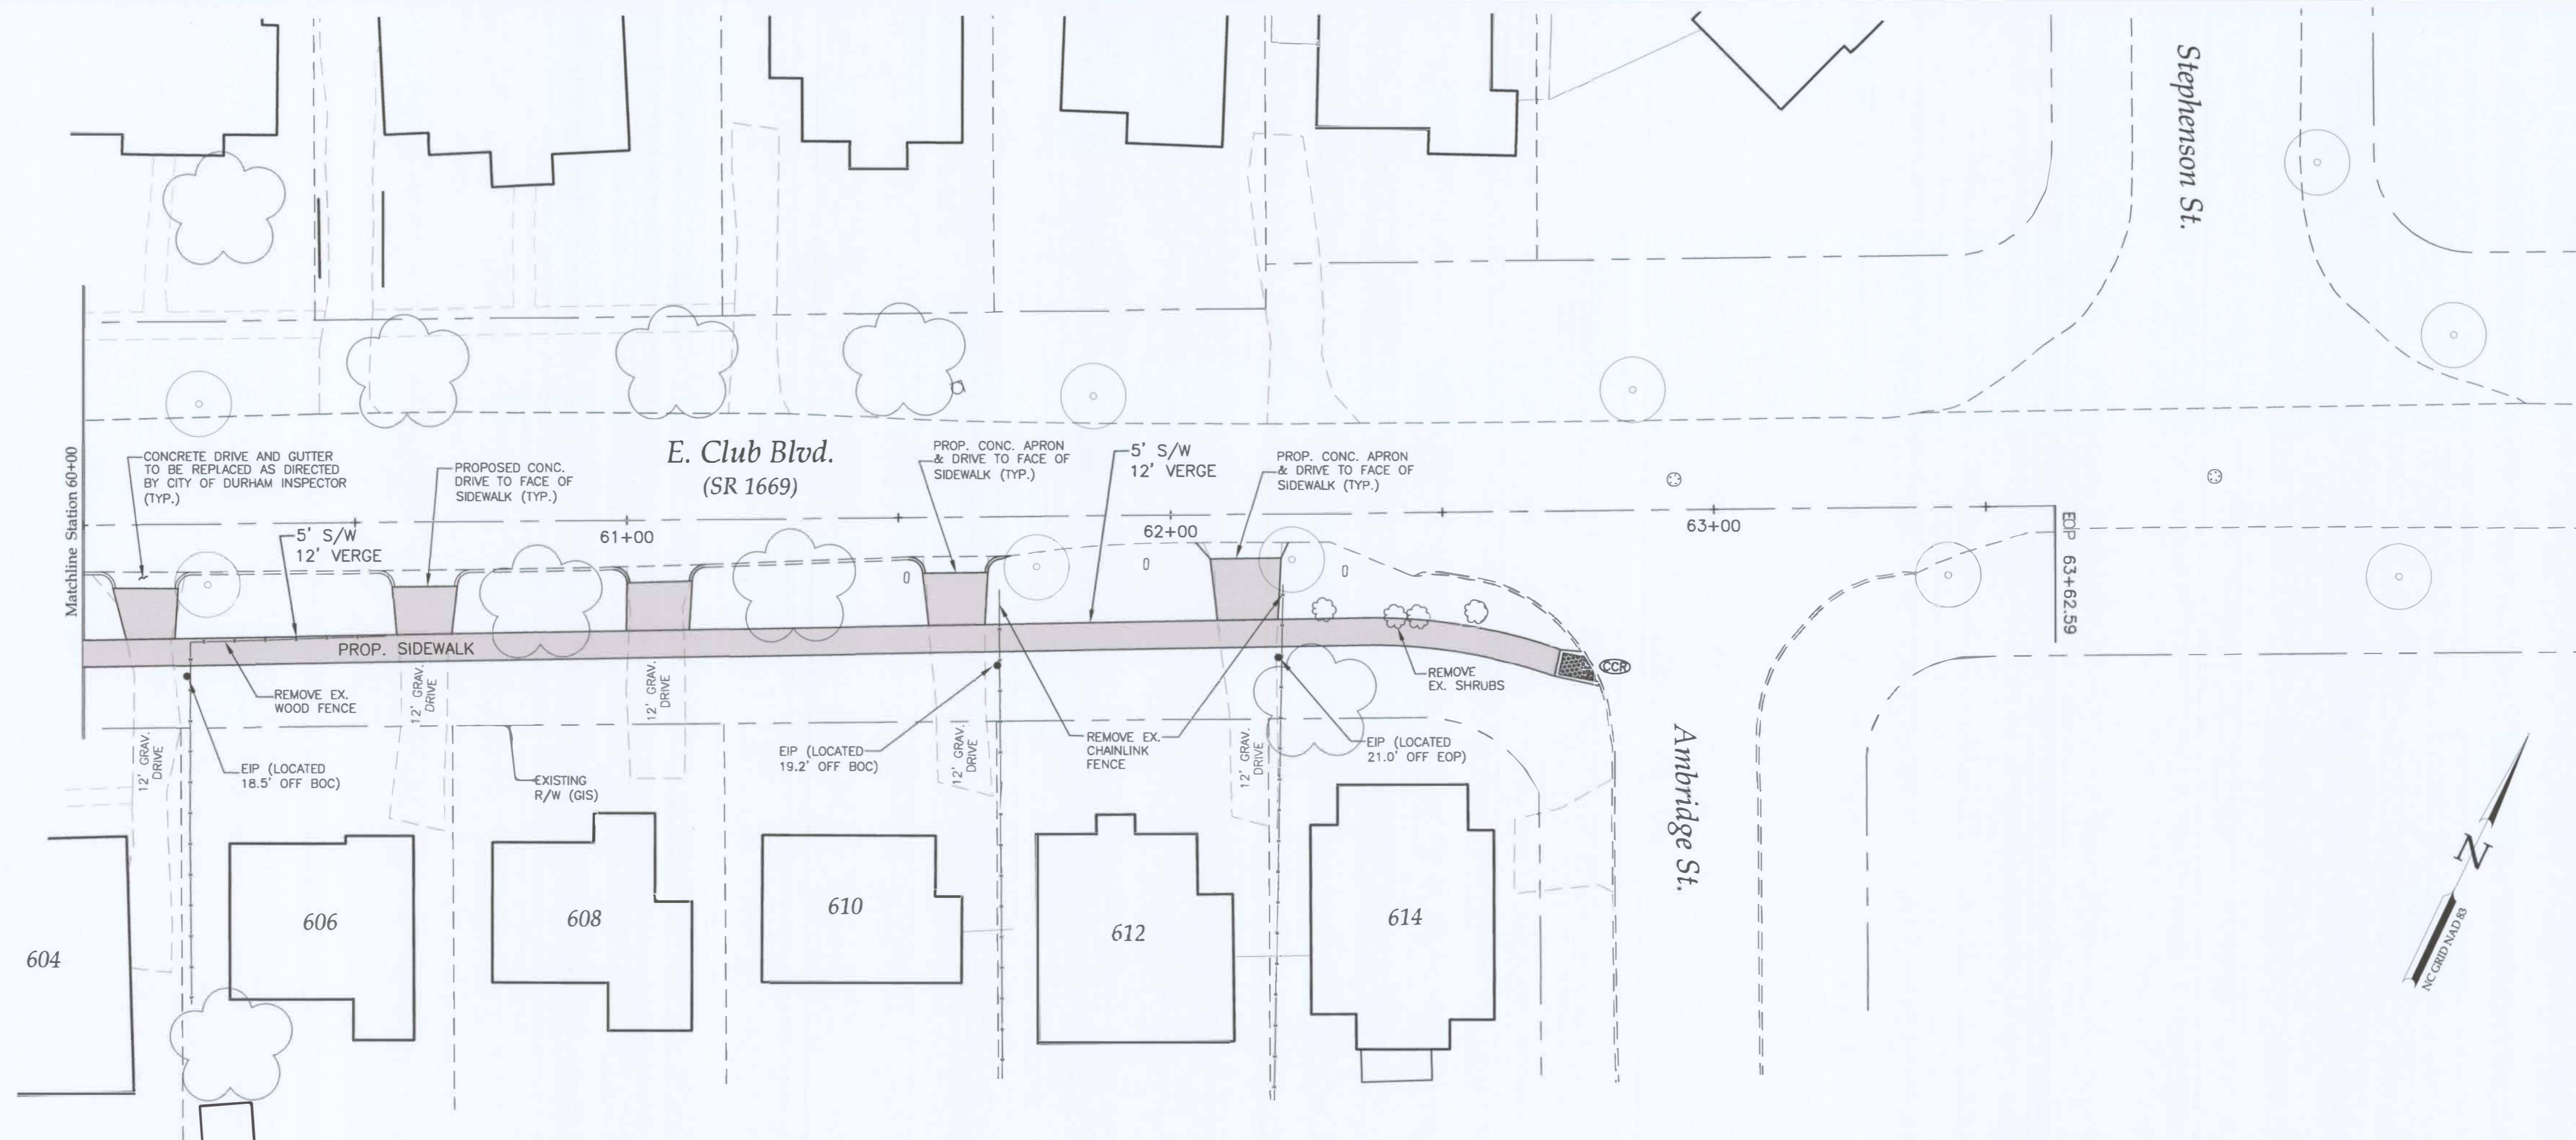 Stephenson St.
E. Club Blvd.
(SR 1669)
Matchline Station 60+00
CONCRETE DRIVE AND GUTTER
TO BE REPLACED AS DIRECTED
BY CITY OF DURHAM INSPECTOR
(TYP.)
PROPOSED CONC.
DRIVE TO FACE OF
SIDEWALK (TYP.)
PROP. CONC. APRON
& DRIVE TO FACE OF
SIDEWALK (TYP.)
5' S/W
12' VERGE
PROP. CONC. APRON
& DRIVE TO FACE OF
SIDEWALK (TYP.)
5' S/W
12' VERGE
61+00
62+00
63+00
EOP 63+62.59
PROP. SIDEWALK
CCR
REMOVE EX.
WOOD FENCE
12' GRAV.
DRIVE
12' GRAV.
DRIVE
REMOVE
EX. SHRUBS
12' GRAV.
DRIVE
EIP (LOCATED
18.5' OFF BOC)
EXISTING
R/W (GIS)
EIP (LOCATED
19.2' OFF BOC)
12' GRAV.
DRIVE
REMOVE EX.
CHAINLINK
FENCE
12' GRAV.
DRIVE
EIP (LOCATED
21.0' OFF EOP)
Ambridge St.
604
606
608
610
612
614
N
NC GRID NAD 83